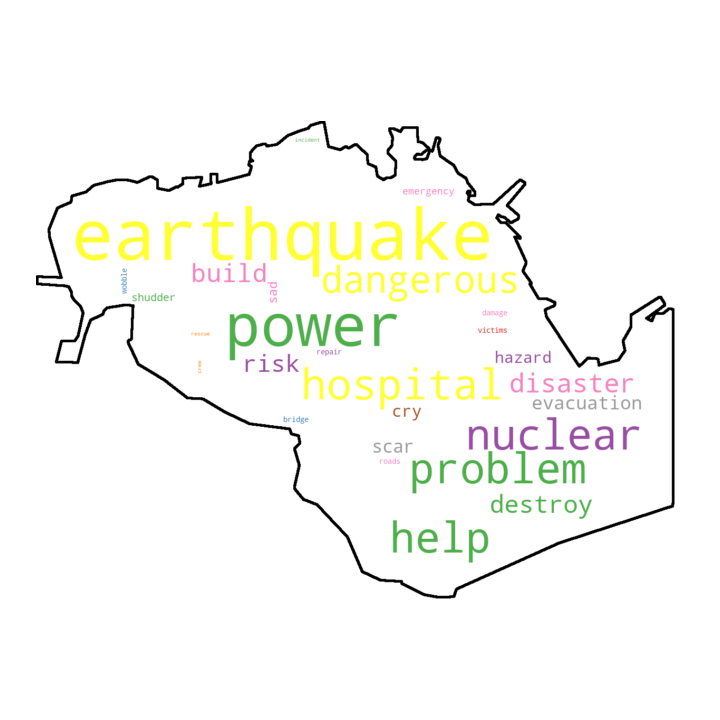 incident
emergency
earthquake
build
dangerous
wobble
sad
shudder
power
damage
victims
rescue
repair
hazard
risk
tree
hospital
disaster
evacuation
cry
bridge
nuclear
scar
roads
problem
destroy
help